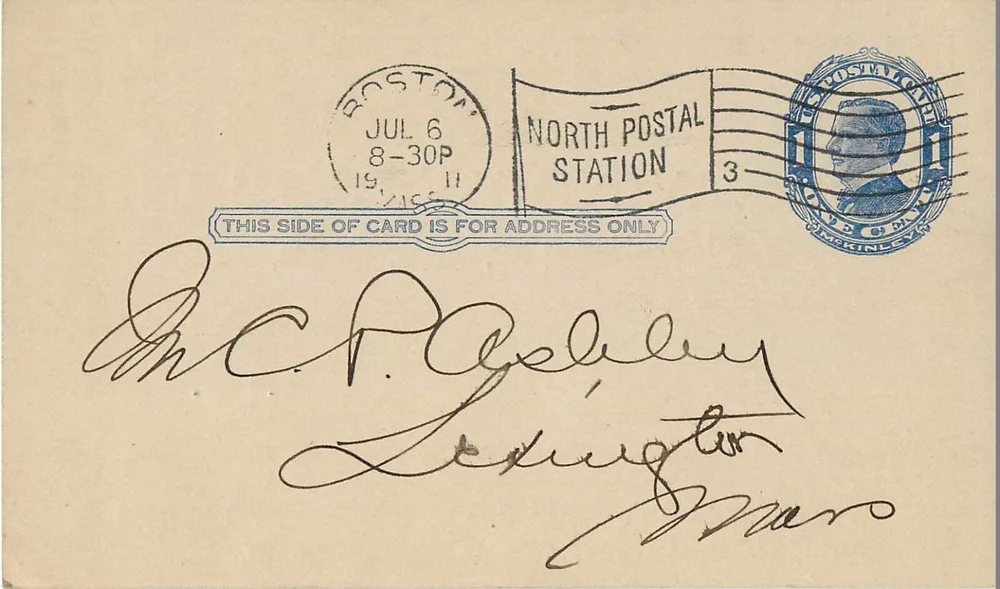 BOSTON
JUL 6
8-30P
19 11
MASS
NORTH POSTAL
STATION
3
U.S. POSTAL CARD
1 1
ONE CENT
McKINLEY
THIS SIDE OF CARD IS FOR ADDRESS ONLY
Mr C. P. Ashley
Lexington
Mass